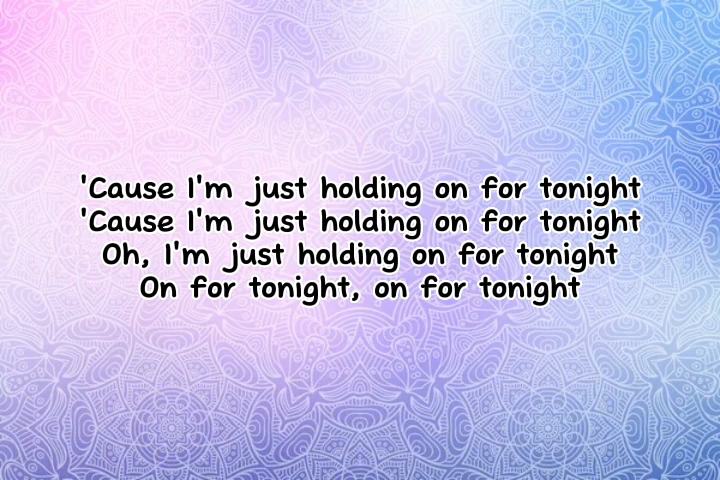 'Cause I'm just holding on for tonight
'Cause I'm just holding on for tonight
Oh, I'm just holding on for tonight
On for tonight, on for tonight